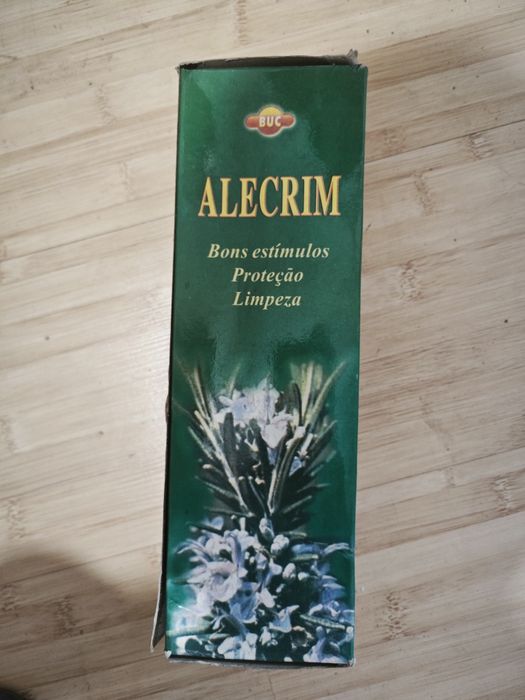 BUC
ALECRIM
Bons estímulos
Proteção
Limpeza